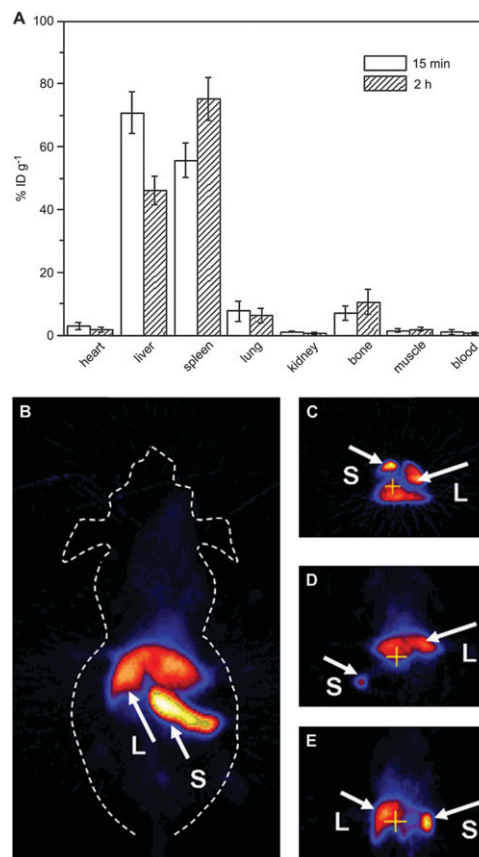 A
100
80
60
40
20
0
% ID g⁻¹
15 min
2 h
heart
liver
spleen
lung
kidney
bone
muscle
blood
B
L
S
C
S
L
D
S
L
E
L
S